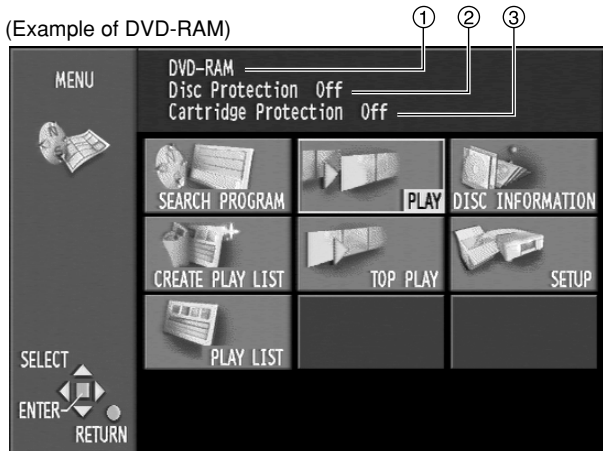 (Example of DVD-RAM)
① ② ③
MENU
DVD-RAM
Disc Protection Off
Cartridge Protection Off
SEARCH PROGRAM
PLAY
DISC INFORMATION
CREATE PLAY LIST
TOP PLAY
SETUP
PLAY LIST
SELECT
ENTER
RETURN